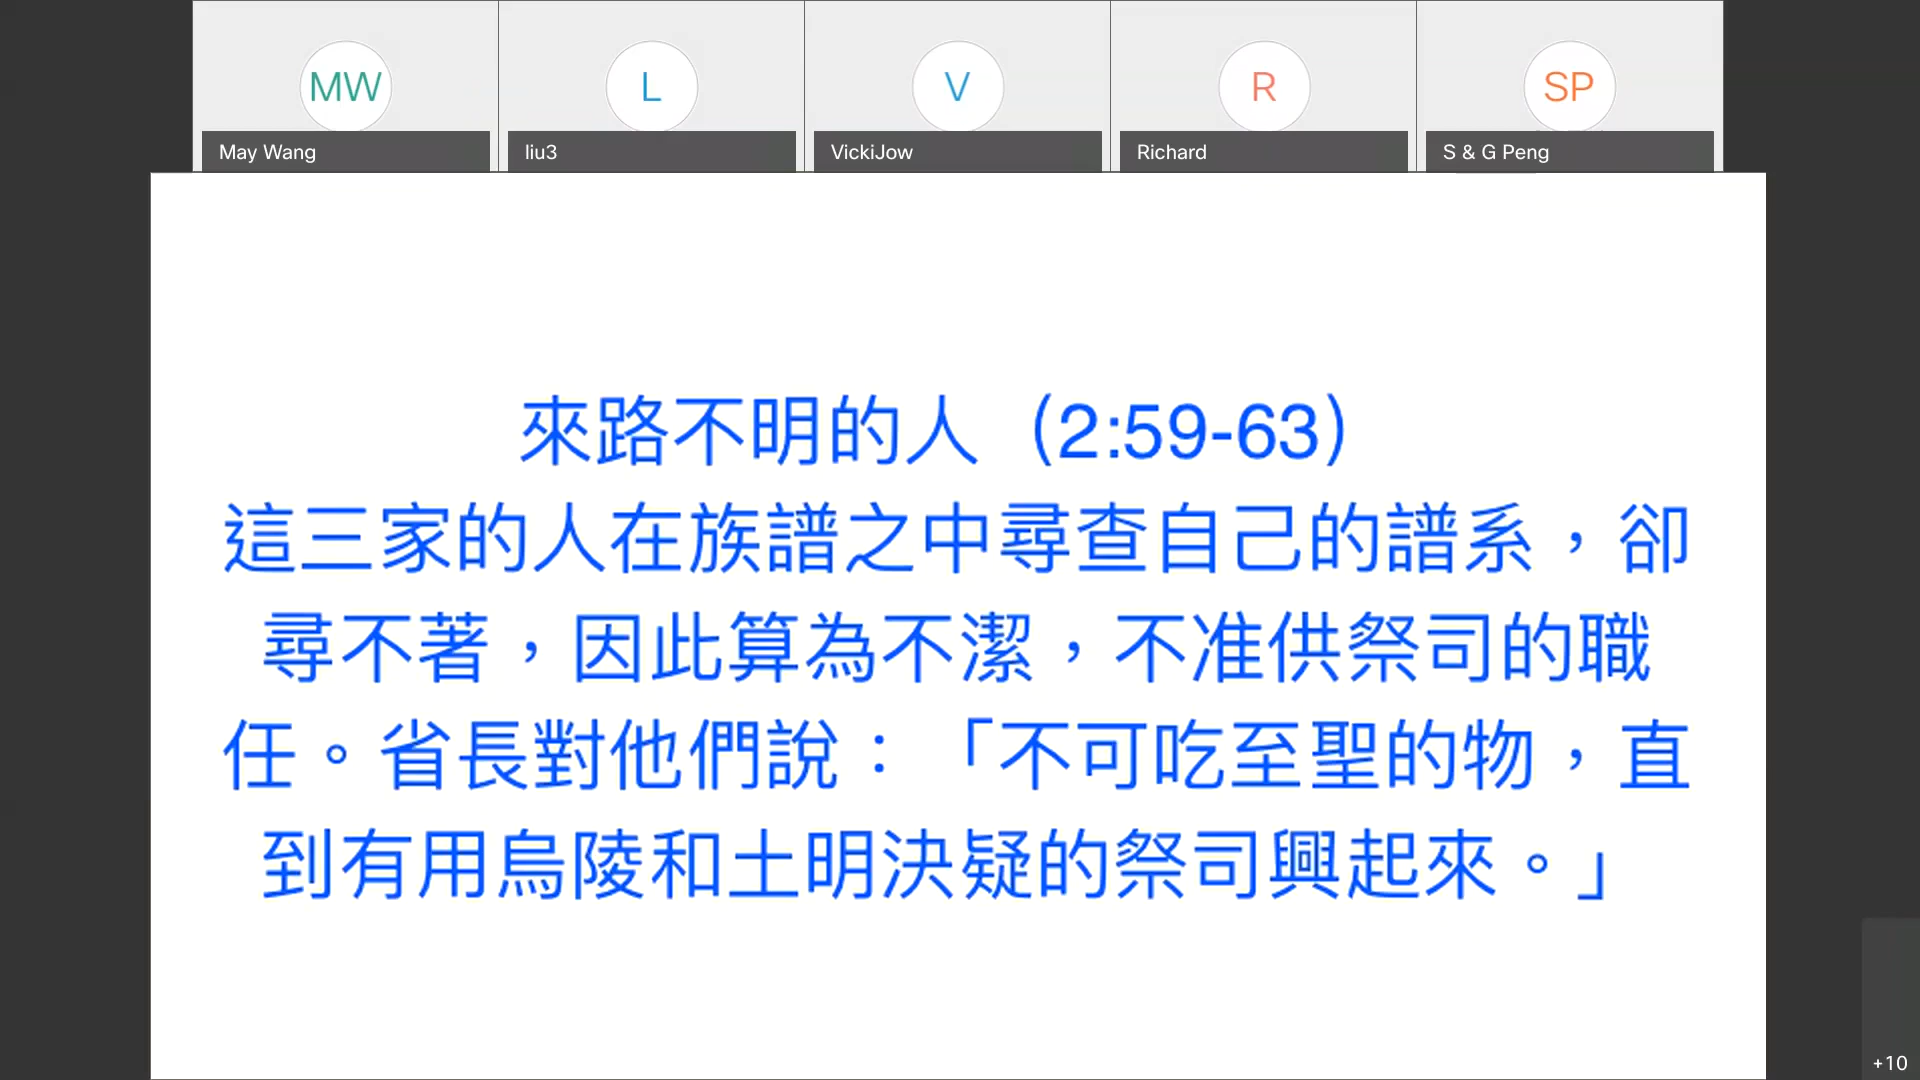 MW
L
V
R
SP
May Wang
liu3
VickiJow
Richard
S & G Peng
來路不明的人（2:59-63）
這三家的人在族譜之中尋查自己的譜系，卻
尋不著，因此算為不潔，不准供祭司的職
任。省長對他們說：「不可吃至聖的物，直
到有用烏陵和土明決疑的祭司興起來。」
+10